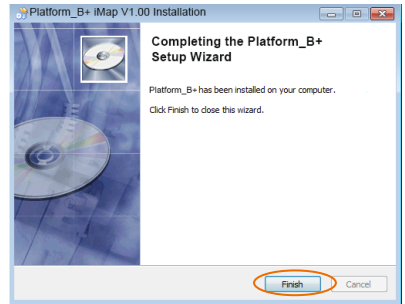 Platform_B+ iMap V1.00 Installation
Completing the Platform_B+
Setup Wizard
Platform_B+ has been installed on your computer.
Click Finish to close this wizard.
Finish
Cancel